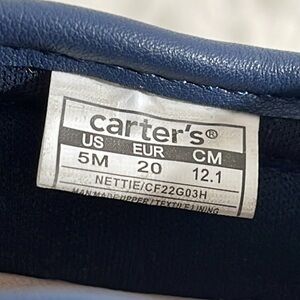 carter's®
US EUR CM
5M 20 12.1
NETTIE/CF22G03H
MAN MADE UPPER / TEXTILE LINING